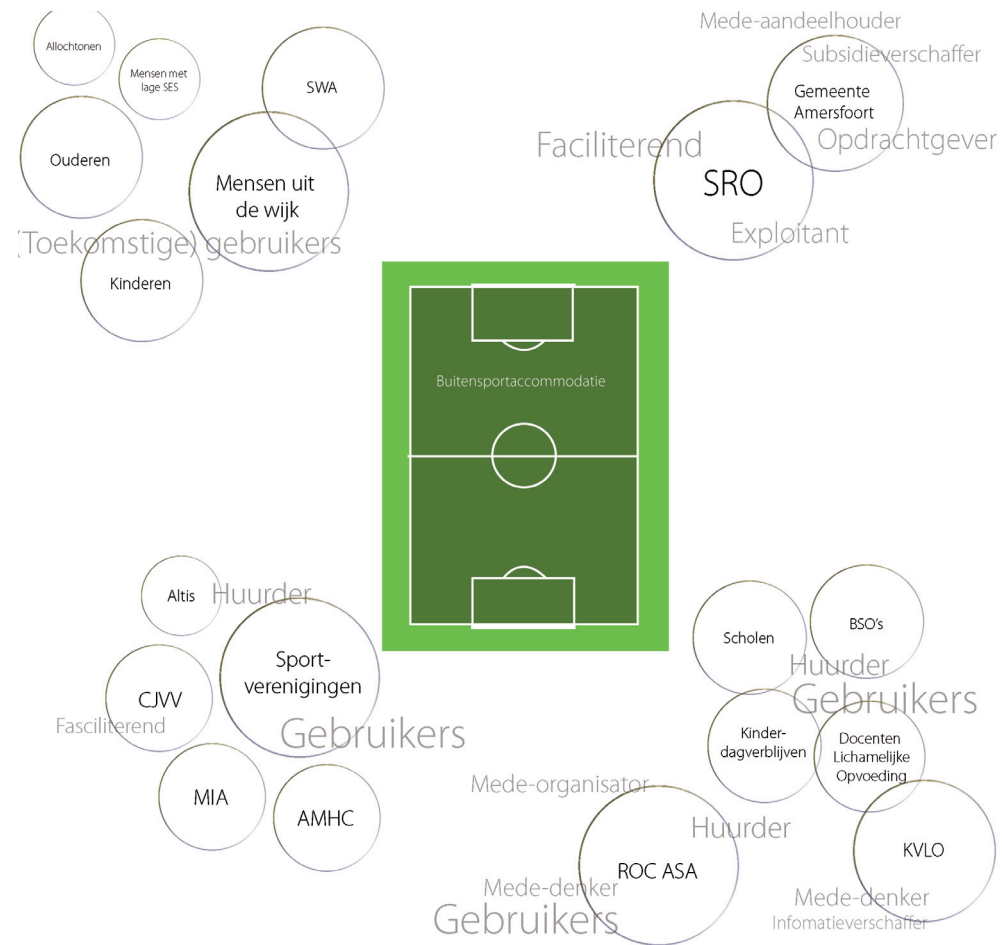 Allochtonen
Mensen met
lage SES
SWA
Ouderen
Mensen uit
de wijk
(Toekomstige) gebruikers
Kinderen
Mede-aandeelhouder
Subsidieverschaffer
Gemeente
Amersfoort
Opdrachtgever
Faciliterend
SRO
Exploitant
Buitensportaccommodatie
Altis
Huurder
Sport-
verenigingen
CJVV
Fasciliterend
Gebruikers
MIA
AMHC
Scholen
BSO's
Huurder
Gebruikers
Kinder-
dagverblijven
Docenten
Lichamelijke
Opvoeding
Mede-organisator
Huurder
ROC ASA
Mede-denker
Gebruikers
KVLO
Mede-denker
Infomatieverschaffer